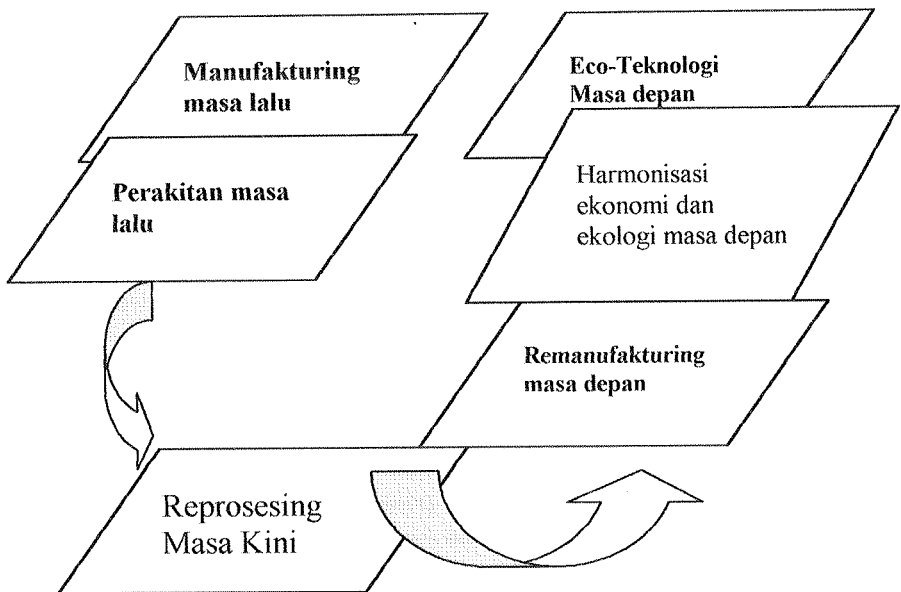 Manufakturing
masa lalu
Perakitan masa
lalu
Eco-Teknologi
Masa depan
Harmonisasi
ekonomi dan
ekologi masa depan
Remanufakturing
masa depan
Reprosesing
Masa Kini